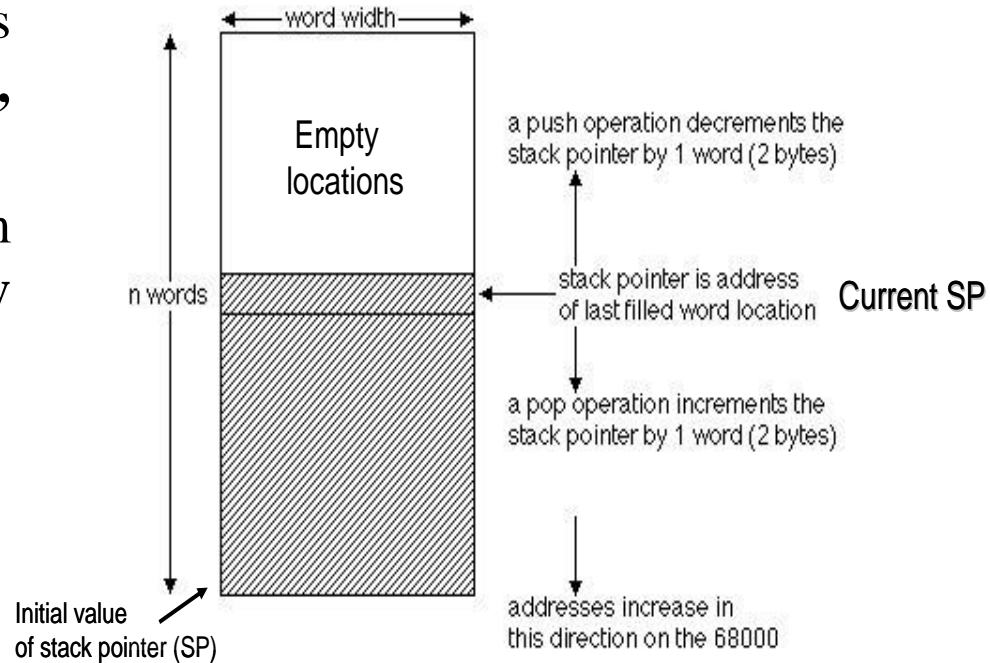 s
,
n
y
word width
Empty
locations
a push operation decrements the
stack pointer by 1 word (2 bytes)
n words
stack pointer is address
of last filled word location
Current SP
a pop operation increments the
stack pointer by 1 word (2 bytes)
Initial value
of stack pointer (SP)
addresses increase in
this direction on the 68000